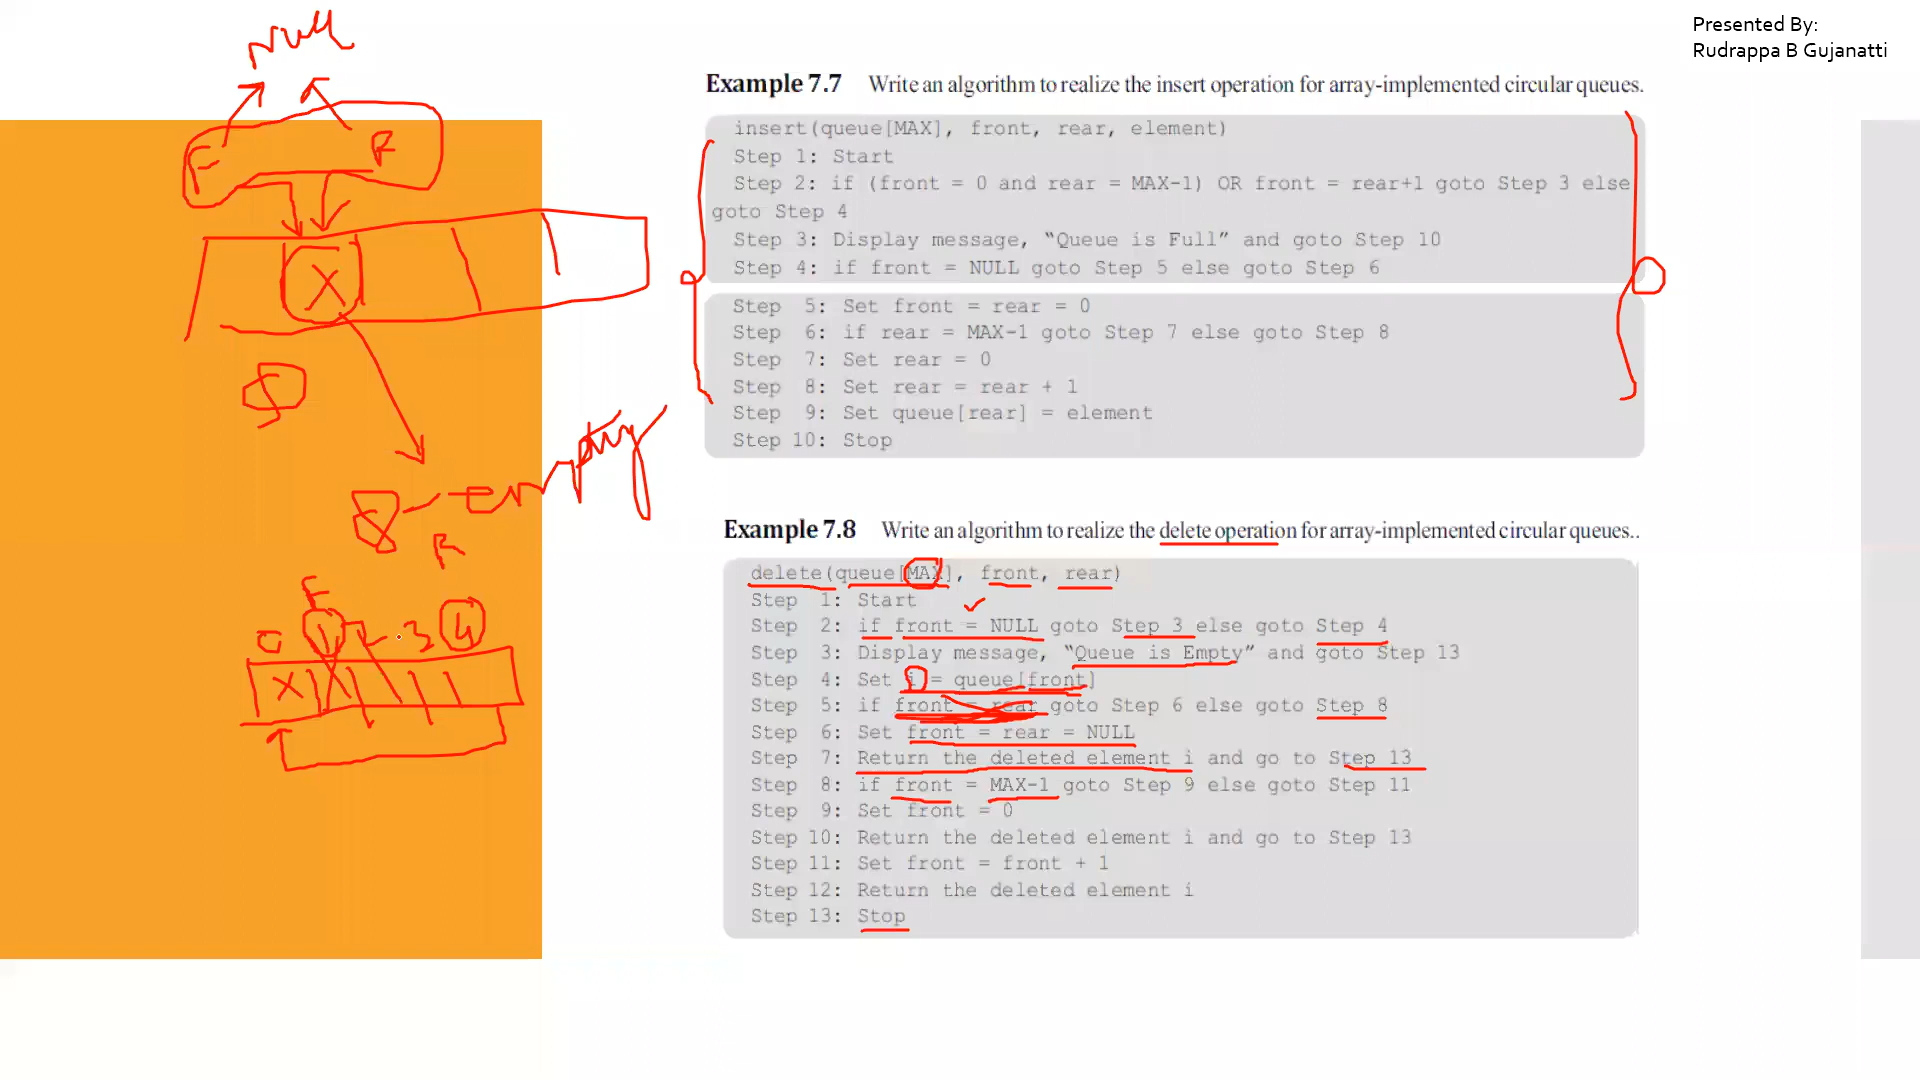 Presented By:
Rudrappa B Gujanatti
Null
F
R
Example 7.7 Write an algorithm to realize the insert operation for array-implemented circular queues.
insert(queue[MAX], front, rear, element)
Step 1: Start
Step 2: if (front = 0 and rear = MAX-1) OR front = rear+1 goto Step 3 else
goto Step 4
Step 3: Display message, “Queue is Full” and goto Step 10
Step 4: if front = NULL goto Step 5 else goto Step 6
Step 5: Set front = rear = 0
Step 6: if rear = MAX-1 goto Step 7 else goto Step 8
Step 7: Set rear = 0
Step 8: Set rear = rear + 1
Step 9: Set queue[rear] = element
Step 10: Stop
empty
R
F
0
3 4
Example 7.8 Write an algorithm to realize the delete operation for array-implemented circular queues..
delete(queue[MAX], front, rear)
Step 1: Start
Step 2: if front = NULL goto Step 3 else goto Step 4
Step 3: Display message, “Queue is Empty” and goto Step 13
Step 4: Set i = queue[front]
Step 5: if front = rear goto Step 6 else goto Step 8
Step 6: Set front = rear = NULL
Step 7: Return the deleted element i and go to Step 13
Step 8: if front = MAX-1 goto Step 9 else goto Step 11
Step 9: Set front = 0
Step 10: Return the deleted element i and go to Step 13
Step 11: Set front = front + 1
Step 12: Return the deleted element i
Step 13: Stop